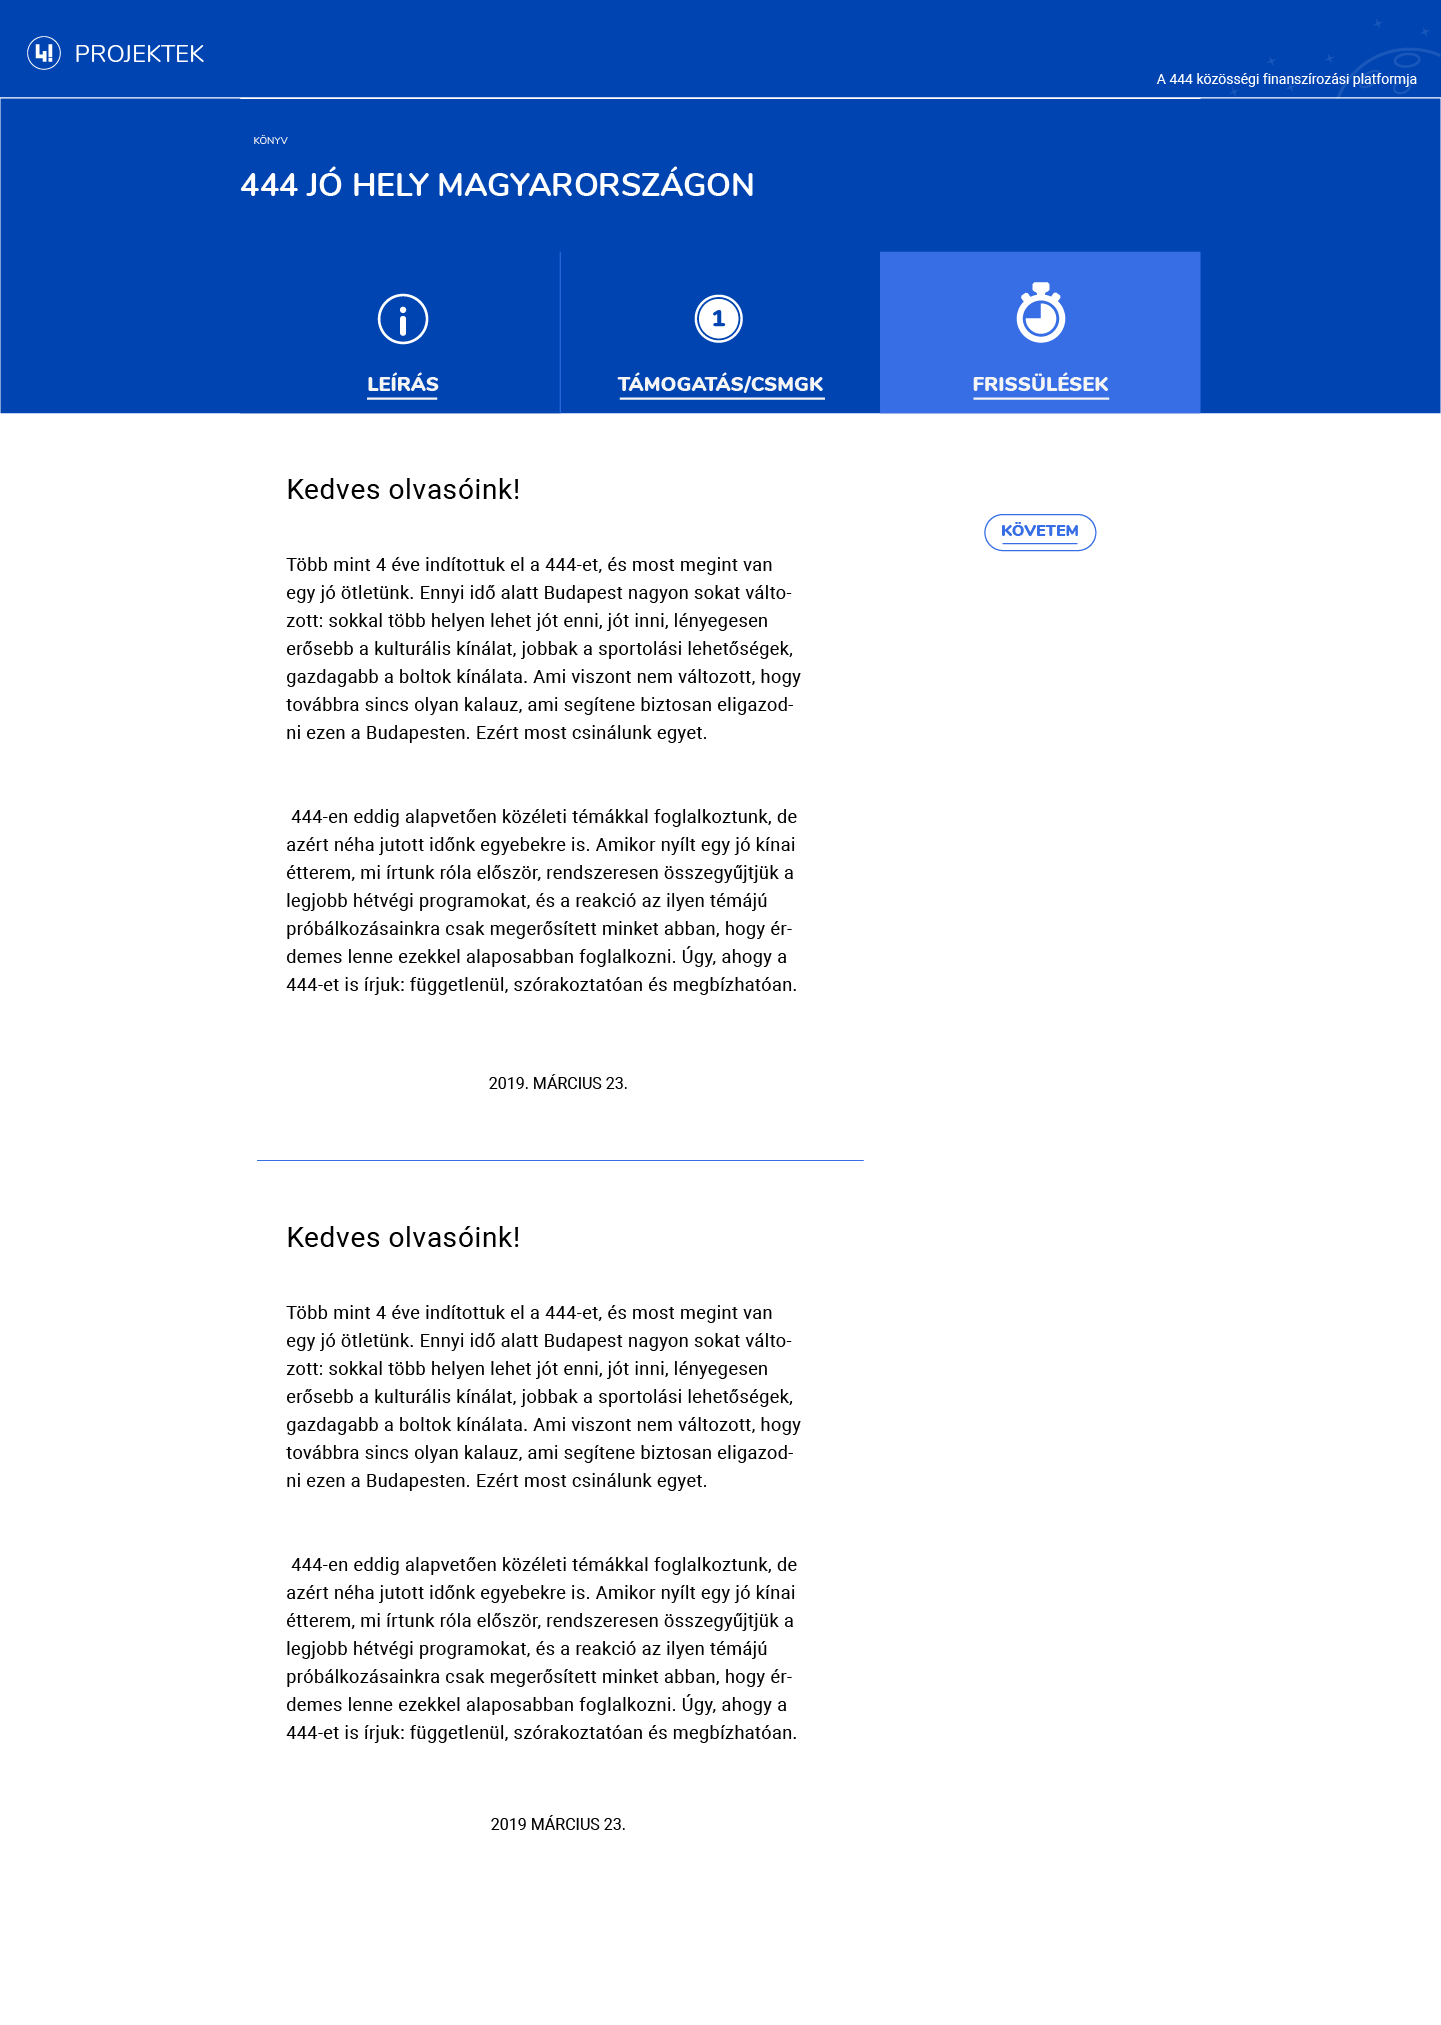 4! PROJEKTEK
A 444 közösségi finanszírozási platformja
KÖNYV
444 JÓ HELY MAGYARORSZÁGON
1
LEÍRÁS
TÁMOGATÁS/CSMGK
FRISSÜLÉSEK
Kedves olvasóink!
KÖVETEM
Több mint 4 éve indítottuk el a 444-et, és most megint van
egy jó ötletünk. Ennyi idő alatt Budapest nagyon sokat válto-
zott: sokkal több helyen lehet jót enni, jót inni, lényegesen
erősebb a kulturális kínálat, jobbak a sportolási lehetőségek,
gazdagabb a boltok kínálata. Ami viszont nem változott, hogy
továbbra sincs olyan kalauz, ami segítene biztosan eligazod-
ni ezen a Budapesten. Ezért most csinálunk egyet.
444-en eddig alapvetően közéleti témákkal foglalkoztunk, de
azért néha jutott időnk egyebekre is. Amikor nyílt egy jó kínai
étterem, mi írtunk róla először, rendszeresen összegyűjtjük a
legjobb hétvégi programokat, és a reakció az ilyen témájú
próbálkozásainkra csak megerősített minket abban, hogy ér-
demes lenne ezekkel alaposabban foglalkozni. Úgy, ahogy a
444-et is írjuk: függetlenül, szórakoztatóan és megbízhatóan.
2019. MÁRCIUS 23.
Kedves olvasóink!
Több mint 4 éve indítottuk el a 444-et, és most megint van
egy jó ötletünk. Ennyi idő alatt Budapest nagyon sokat válto-
zott: sokkal több helyen lehet jót enni, jót inni, lényegesen
erősebb a kulturális kínálat, jobbak a sportolási lehetőségek,
gazdagabb a boltok kínálata. Ami viszont nem változott, hogy
továbbra sincs olyan kalauz, ami segítene biztosan eligazod-
ni ezen a Budapesten. Ezért most csinálunk egyet.
444-en eddig alapvetően közéleti témákkal foglalkoztunk, de
azért néha jutott időnk egyebekre is. Amikor nyílt egy jó kínai
étterem, mi írtunk róla először, rendszeresen összegyűjtjük a
legjobb hétvégi programokat, és a reakció az ilyen témájú
próbálkozásainkra csak megerősített minket abban, hogy ér-
demes lenne ezekkel alaposabban foglalkozni. Úgy, ahogy a
444-et is írjuk: függetlenül, szórakoztatóan és megbízhatóan.
2019 MÁRCIUS 23.